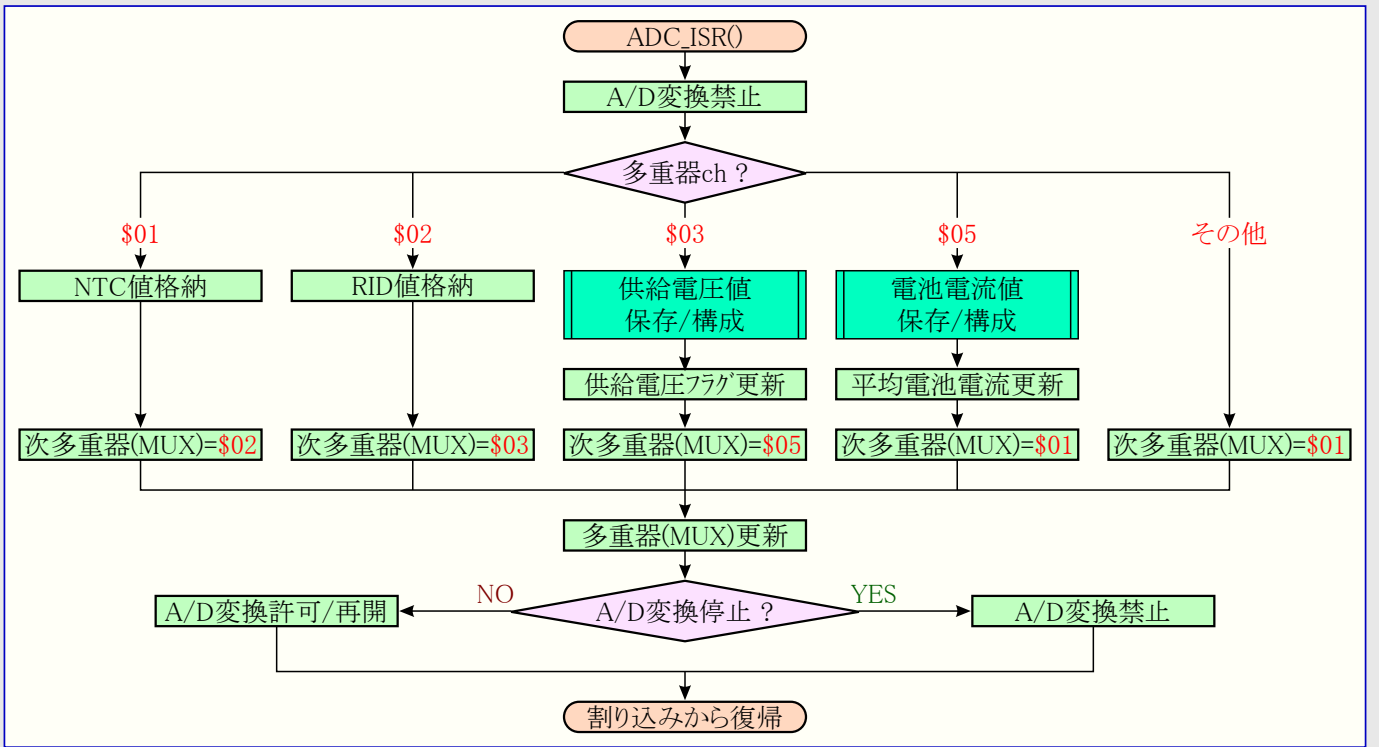 ADC_ISR()
A/D変換禁止
多重器ch ?
$01
$02
$03
$05
その他
NTC値格納
RID値格納
供給電圧値
保存/構成
電池電流値
保存/構成
供給電圧フラグ更新
平均電池電流更新
次多重器(MUX)=$02
次多重器(MUX)=$03
次多重器(MUX)=$05
次多重器(MUX)=$01
次多重器(MUX)=$01
多重器(MUX)更新
NO
YES
A/D変換許可/再開
A/D変換停止 ?
A/D変換禁止
割り込みから復帰